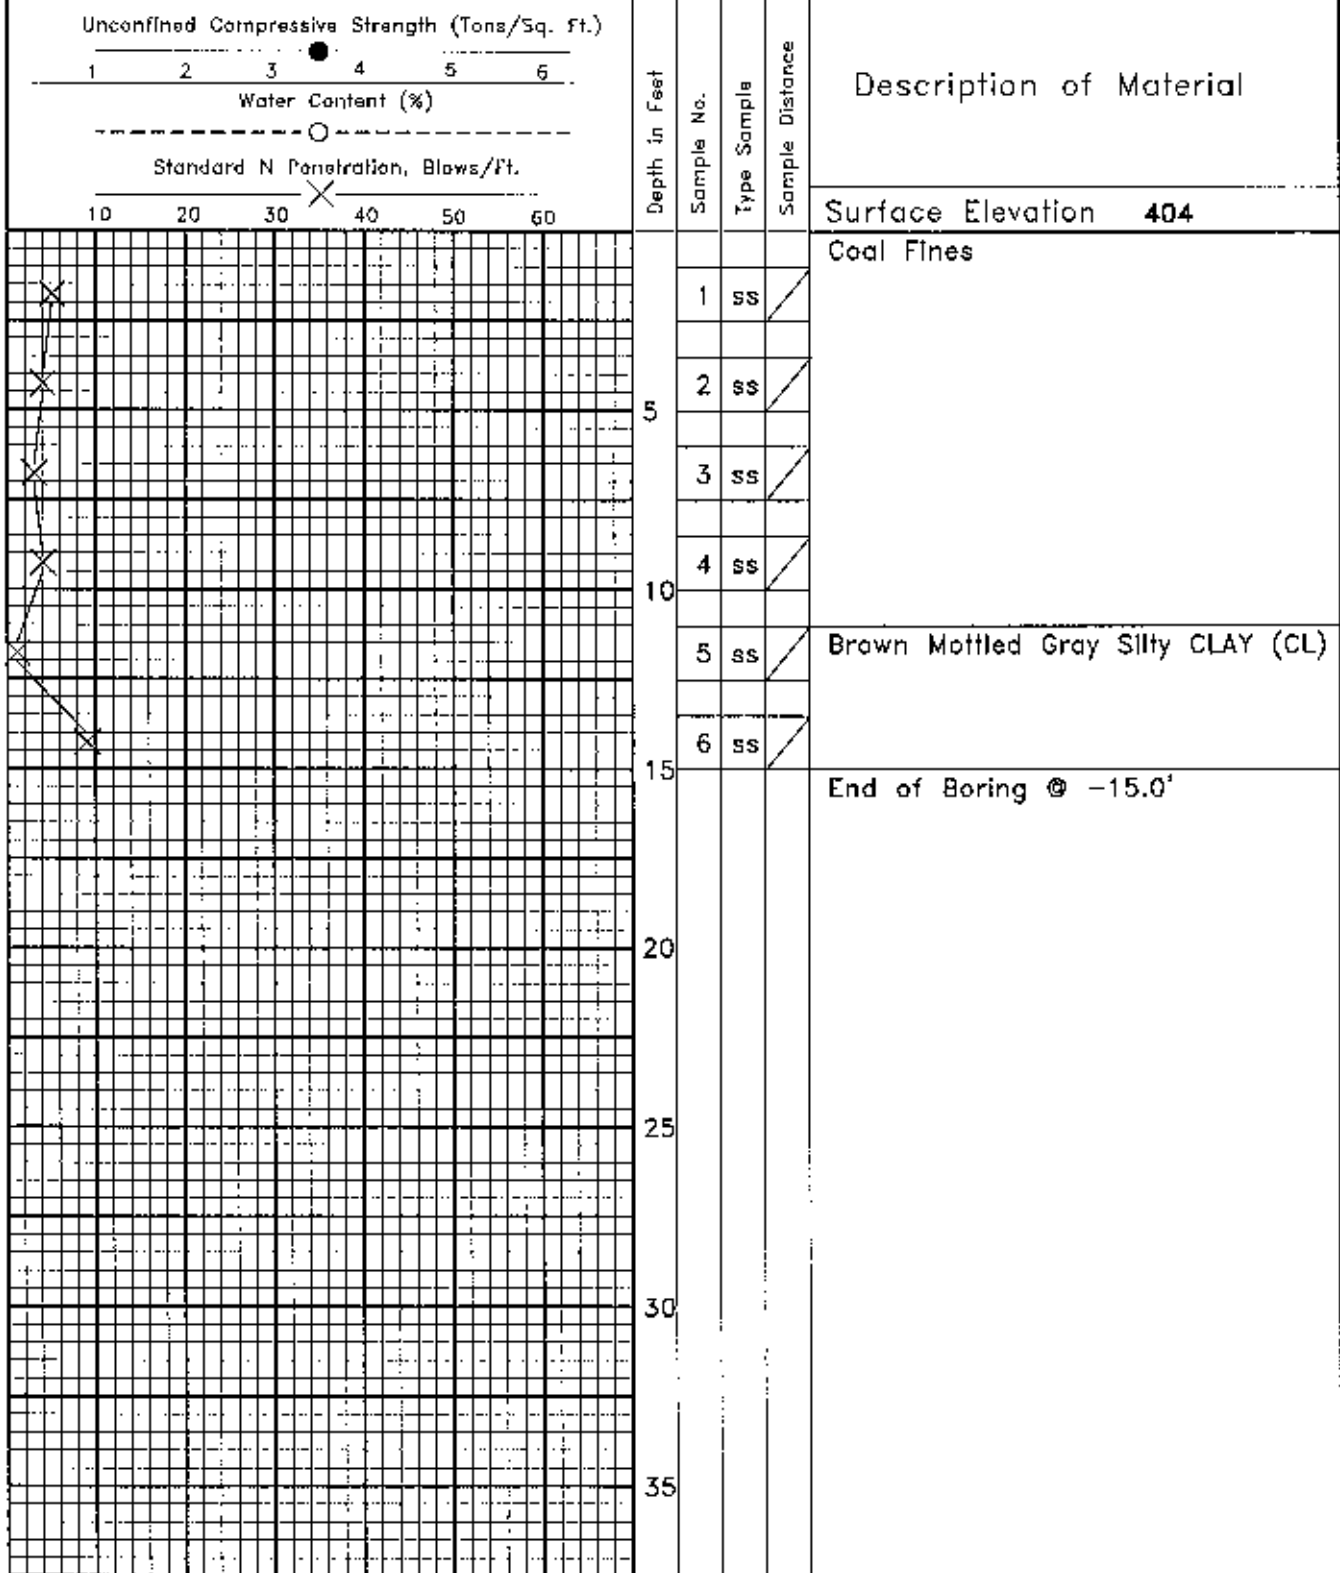 Unconfined Compressive Strength (Tons/Sq. ft.)
1 2 3 4 5 6
Water Content (%)
Standard N Penetration, Blows/ft.
10 20 30 40 50 60
Depth in Feet
Sample No.
Type Sample
Sample Distance
Description of Material
Surface Elevation 404
Coal Fines
1 ss
2 ss
5
3 ss
4 ss
10
5 ss
Brown Mottled Gray Silty CLAY (CL)
6 ss
15
End of Boring @ -15.0'
20
25
30
35